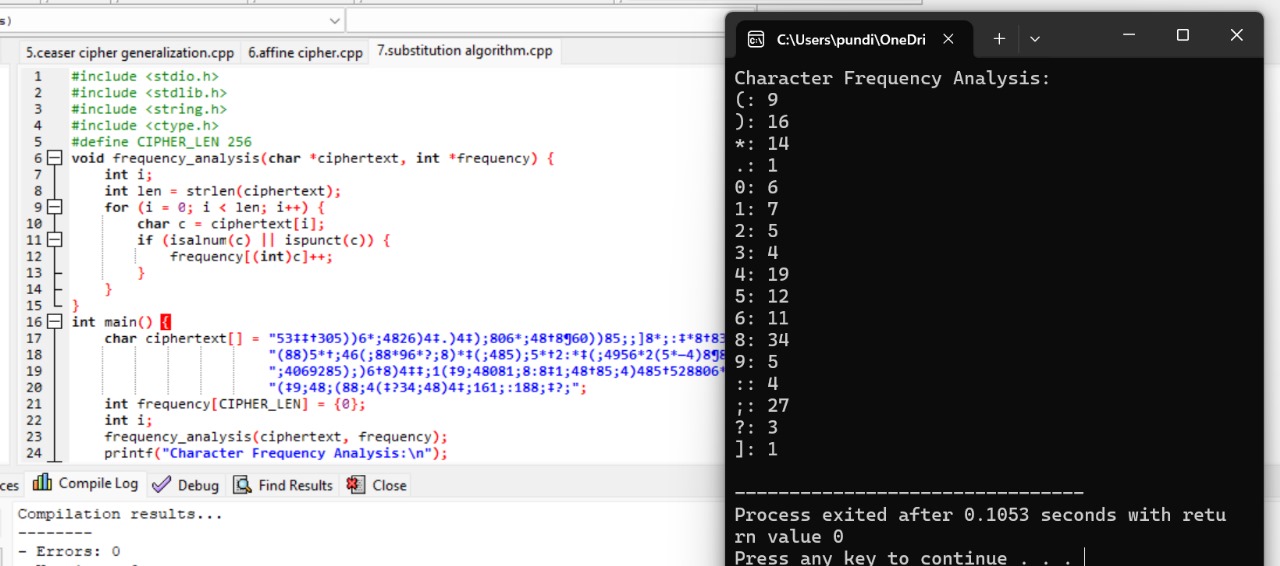 s)
5.ceaser cipher generalization.cpp 6.affine cipher.cpp 7.substitution algorithm.cpp
1 #include <stdio.h>
2 #include <stdlib.h>
3 #include <string.h>
4 #include <ctype.h>
5 #define CIPHER_LEN 256
6 void frequency_analysis(char *ciphertext, int *frequency) {
7 int i;
8 int len = strlen(ciphertext);
9 for (i = 0; i < len; i++) {
10 char c = ciphertext[i];
11 if (isalnum(c) || ispunct(c)) {
12 frequency[(int)c]++;
13 }
14 }
15 }
16 int main() {
17 char ciphertext[] = "53‡‡†305))6*;4826)4‡.)4‡);806*;48†8¶60))85;;]8*;:‡*8†83
18 "(88)5*†;46(;88*96*?;8)*‡(;485);5*†2:*‡(;4956*2(5*—4)8¶8
19 ";4069285);)6†8)4‡‡;1(‡9;48081;8:8‡1;48†85;4)485†528806*
20 "(‡9;48;(88;4(‡?34;48)4‡;161;:188;‡?;";
21 int frequency[CIPHER_LEN] = {0};
22 int i;
23 frequency_analysis(ciphertext, frequency);
24 printf("Character Frequency Analysis:\n");
ces Compile Log Debug Find Results Close
Compilation results...
--------
- Errors: 0
C:\Users\pundi\OneDri
Character Frequency Analysis:
(: 9
): 16
*: 14
.: 1
0: 6
1: 7
2: 5
3: 4
4: 19
5: 12
6: 11
8: 34
9: 5
:: 4
;: 27
?: 3
]: 1
--------------------------------
Process exited after 0.1053 seconds with retu
rn value 0
Press any key to continue . . .